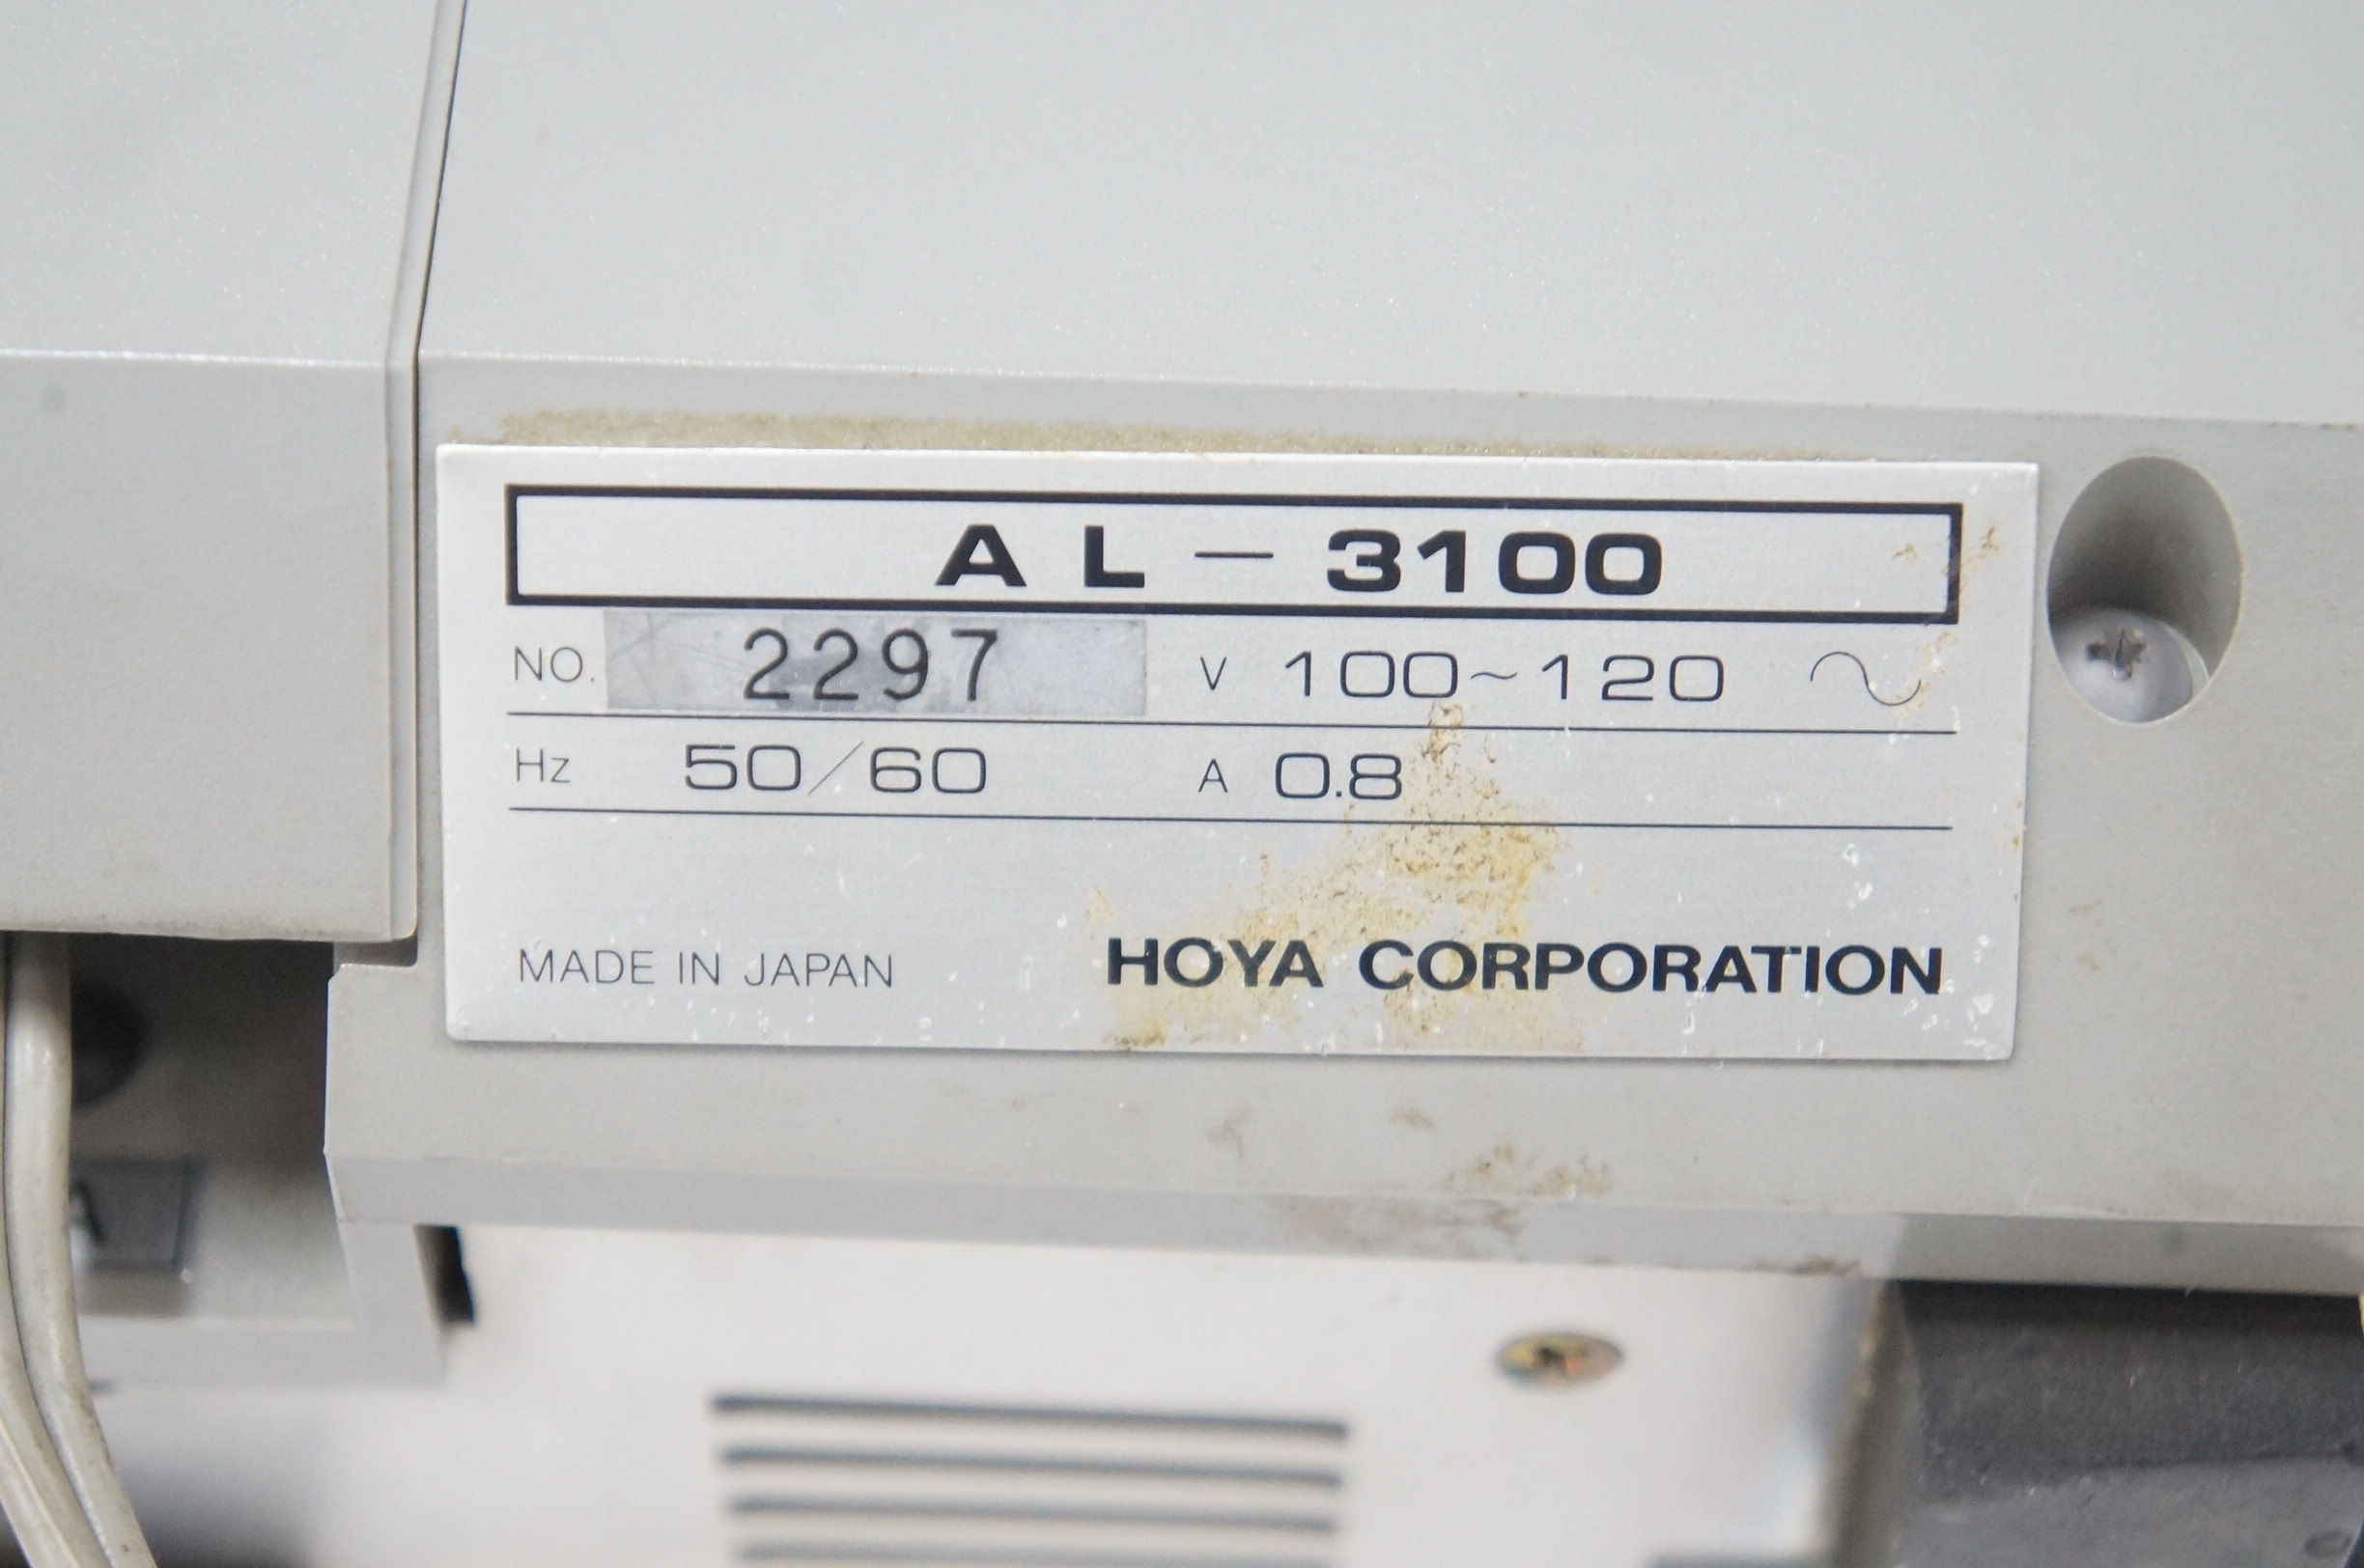 AL-3100
NO. 2297 V 100~120 ∿
Hz 50/60 A 0.8
MADE IN JAPAN HOYA CORPORATION